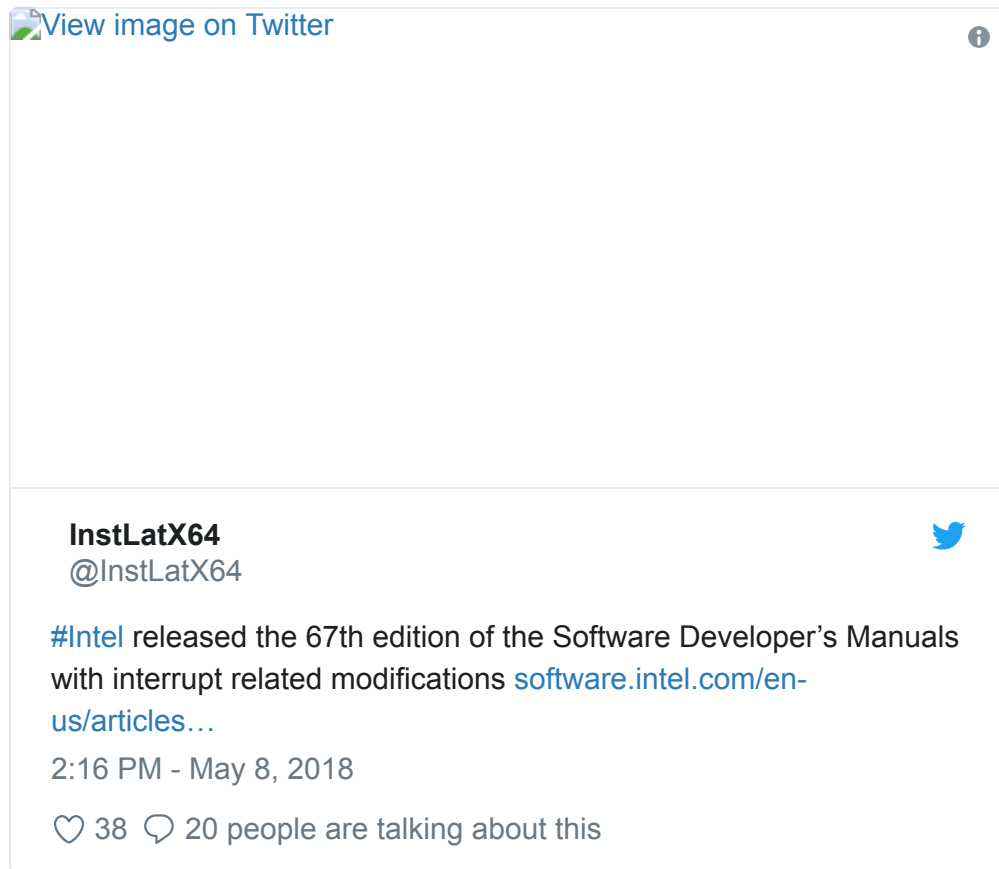 View image on Twitter
InstLatX64
@InstLatX64
#Intel released the 67th edition of the Software Developer’s Manuals
with interrupt related modifications software.intel.com/en-
us/articles…
2:16 PM - May 8, 2018
38 20 people are talking about this